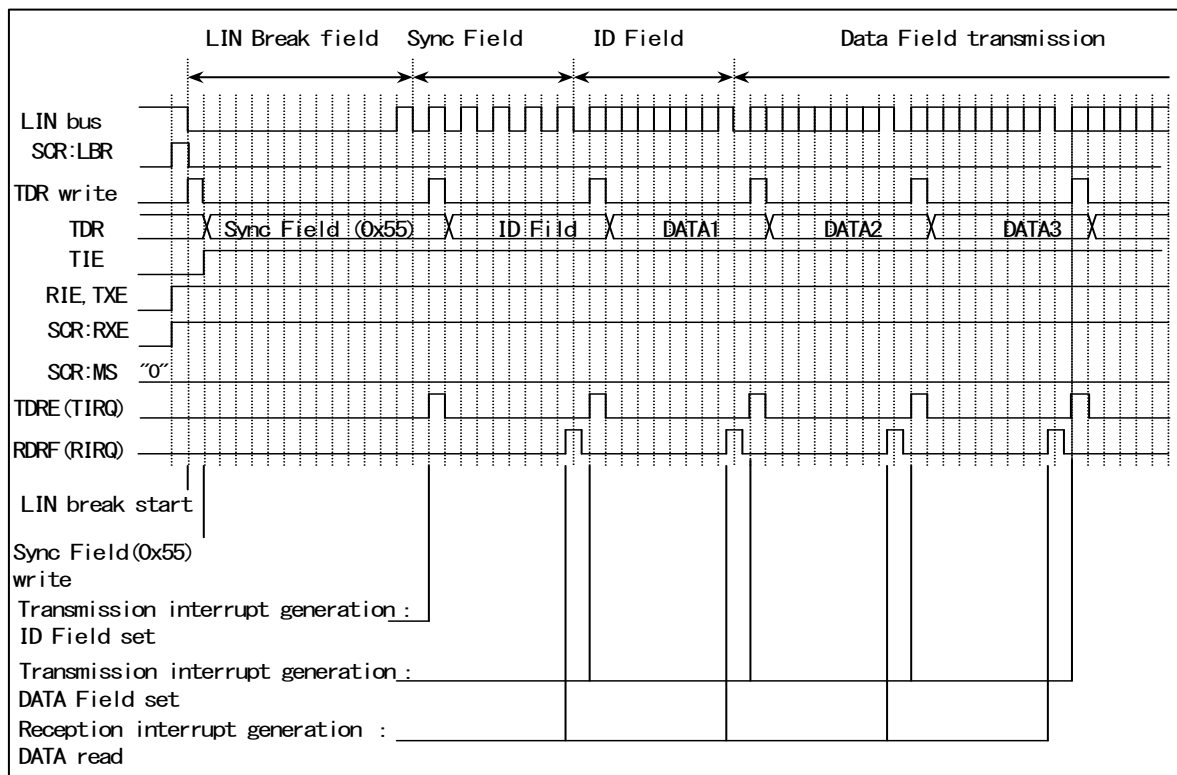 LIN Break field Sync Field ID Field Data Field transmission
LIN bus
SCR:LBR
TDR write
TDR Sync Field (0x55) ID Fild DATA1 DATA2 DATA3
TIE
RIE,TXE
SCR:RXE
SCR:MS "0"
TDRE(TIRQ)
RDRF(RIRQ)
LIN break start
Sync Field(0x55)
write
Transmission interrupt generation :
ID Field set
Transmission interrupt generation :
DATA Field set
Reception interrupt generation :
DATA read